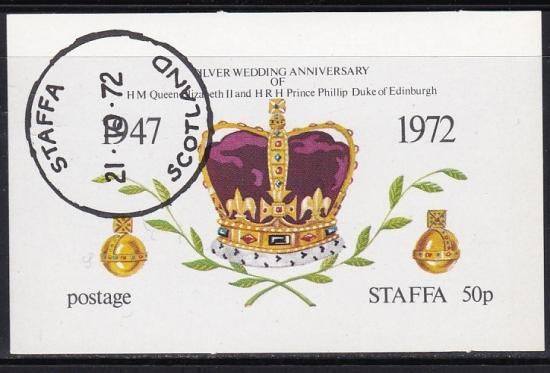 SILVER WEDDING ANNIVERSARY
OF
H M Queen Elizabeth II and H R H Prince Phillip Duke of Edinburgh
1947
1972
STAFFA
21 · 10 · 72
SCOTLAND
postage
STAFFA 50p